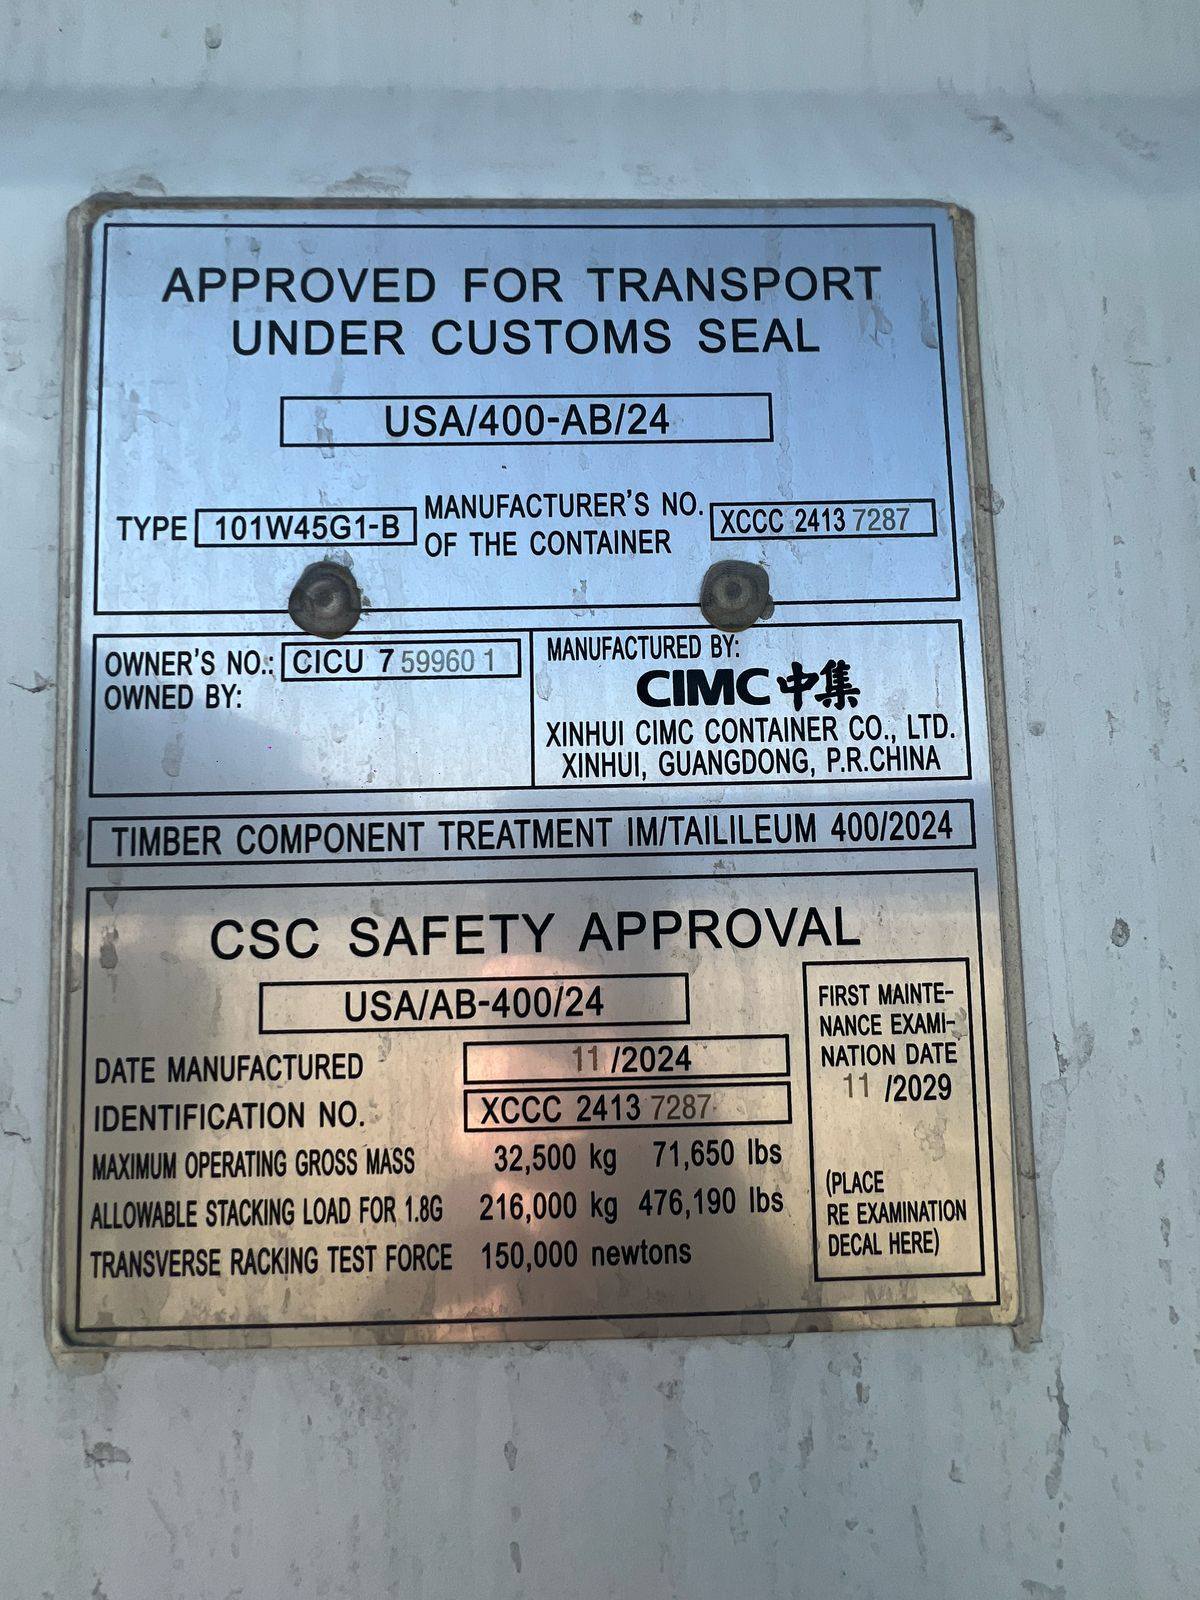 APPROVED FOR TRANSPORT
UNDER CUSTOMS SEAL
USA/400-AB/24
TYPE 101W45G1-B
MANUFACTURER'S NO.
OF THE CONTAINER
XCCC 2413 7287
OWNER'S NO.: CICU 7 59960 1
OWNED BY:
MANUFACTURED BY:
CIMC 中集
XINHUI CIMC CONTAINER CO., LTD.
XINHUI, GUANGDONG, P.R.CHINA
TIMBER COMPONENT TREATMENT IM/TAILILEUM 400/2024
CSC SAFETY APPROVAL
USA/AB-400/24
DATE MANUFACTURED 11 /2024
IDENTIFICATION NO. XCCC 2413 7287
MAXIMUM OPERATING GROSS MASS 32,500 kg 71,650 lbs
ALLOWABLE STACKING LOAD FOR 1.8G 216,000 kg 476,190 lbs
TRANSVERSE RACKING TEST FORCE 150,000 newtons
FIRST MAINTE-
NANCE EXAMI-
NATION DATE
11 /2029
(PLACE
RE EXAMINATION
DECAL HERE)